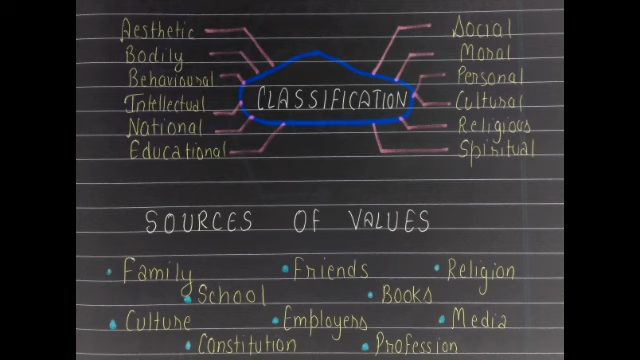 Aesthetic Social
Bodily Moral
Behavioural Personal
CLASSIFICATION
Intellectual Cultural
National Religious
Educational Spiritual
SOURCES OF VALUES
• Family • Friends • Religion
• School • Books
• Culture • Employers • Media
• Constitution • Profession